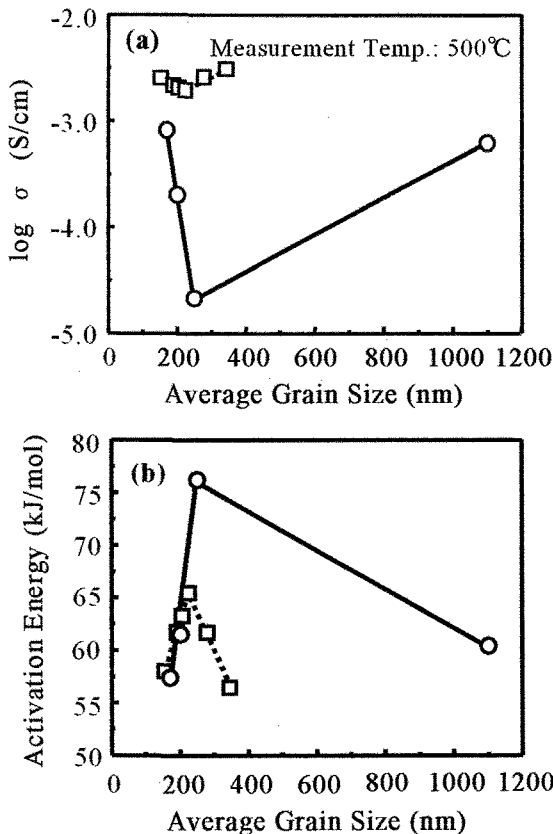 -2.0
(a) Measurement Temp.: 500℃
-3.0
-4.0
-5.0
log σ (S/cm)
0 200 400 600 800 1000 1200
Average Grain Size (nm)
80
(b)
75
70
65
60
55
50
Activation Energy (kJ/mol)
0 200 400 600 800 1000 1200
Average Grain Size (nm)